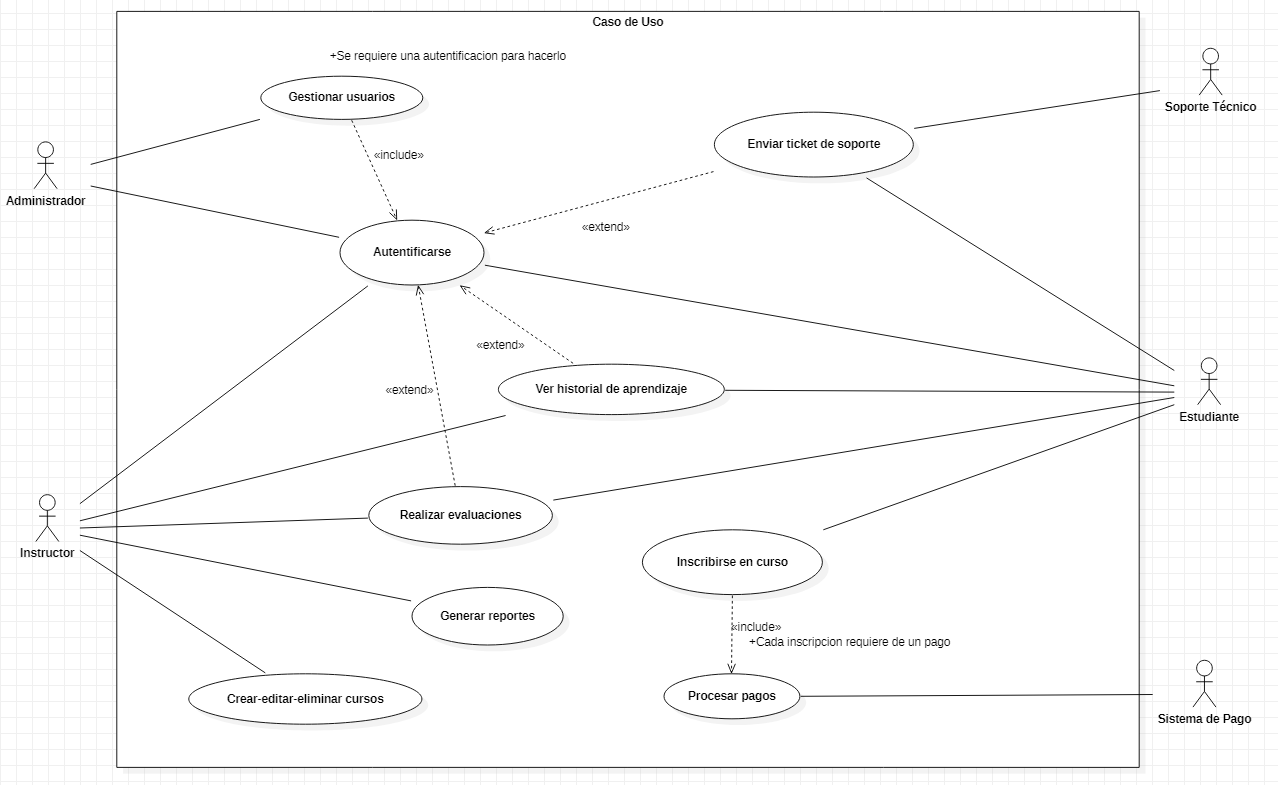 Caso de Uso
+Se requiere una autentificacion para hacerlo
Gestionar usuarios
Soporte Técnico
Enviar ticket de soporte
«include»
Administrador
«extend»
Autentificarse
«extend»
Ver historial de aprendizaje
«extend»
Estudiante
Realizar evaluaciones
Instructor
Inscribirse en curso
Generar reportes
«include»
+Cada inscripcion requiere de un pago
Crear-editar-eliminar cursos
Procesar pagos
Sistema de Pago